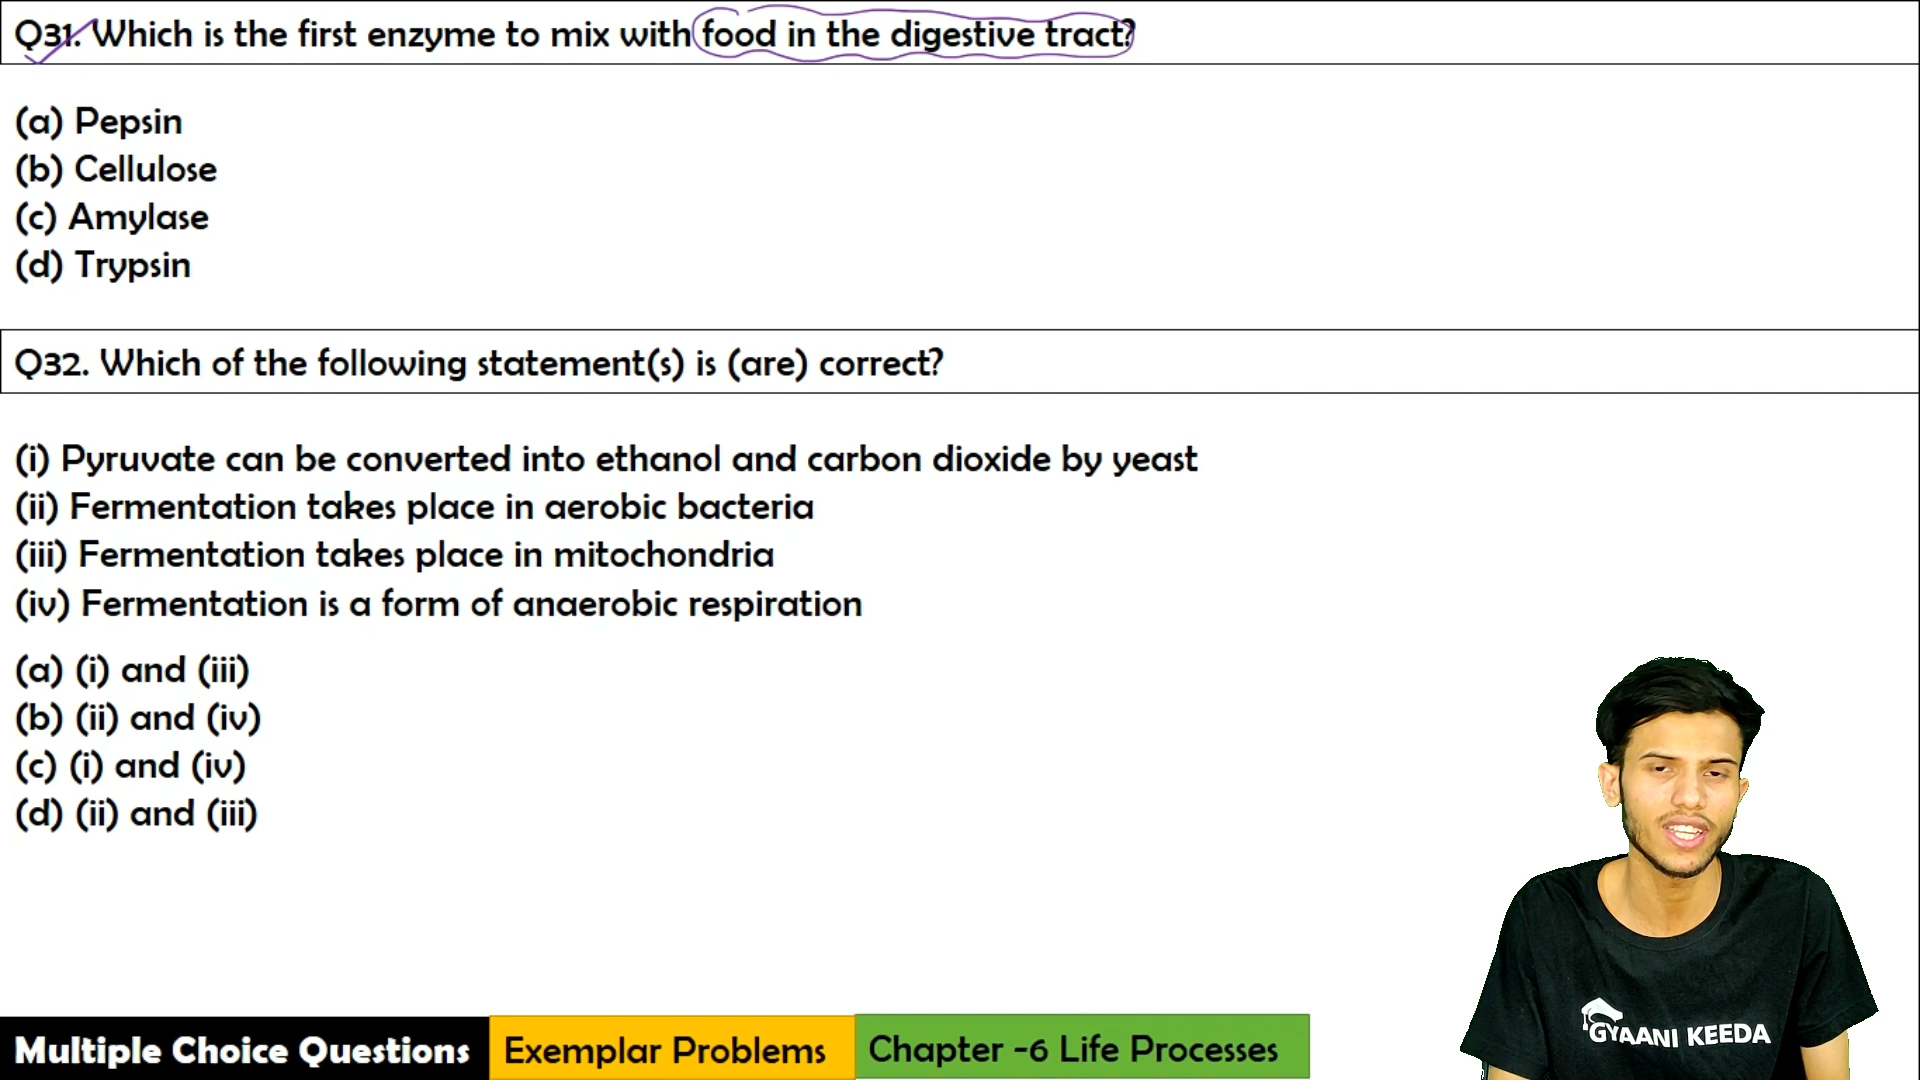 Q31. Which is the first enzyme to mix with food in the digestive tract?
(a) Pepsin
(b) Cellulose
(c) Amylase
(d) Trypsin
Q32. Which of the following statement(s) is (are) correct?
(i) Pyruvate can be converted into ethanol and carbon dioxide by yeast
(ii) Fermentation takes place in aerobic bacteria
(iii) Fermentation takes place in mitochondria
(iv) Fermentation is a form of anaerobic respiration
(a) (i) and (iii)
(b) (ii) and (iv)
(c) (i) and (iv)
(d) (ii) and (iii)
GYAANI KEEDA
Multiple Choice Questions Exemplar Problems Chapter -6 Life Processes